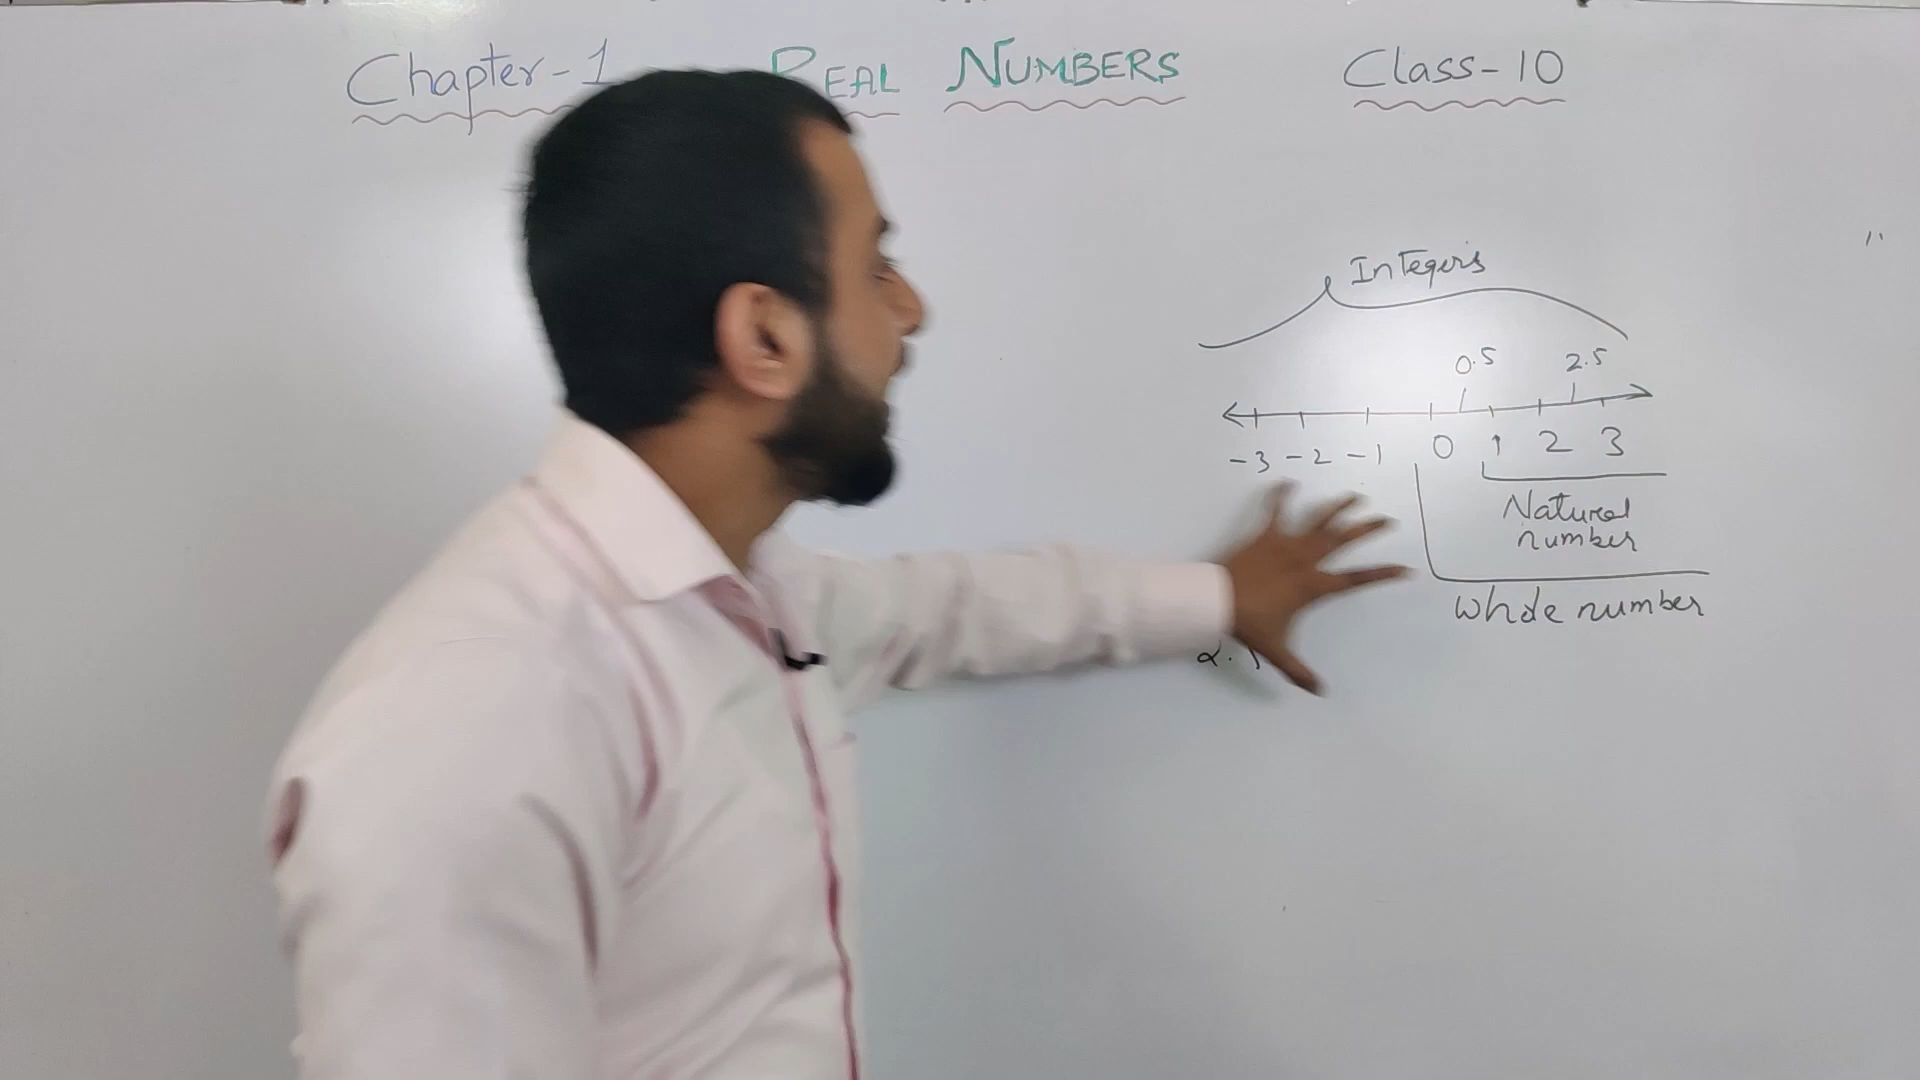 Chapter-1 REAL NUMBERS Class-10
Integers
0.5 2.5
-3 -2 -1 0 1 2 3
Natural
number
Whole number